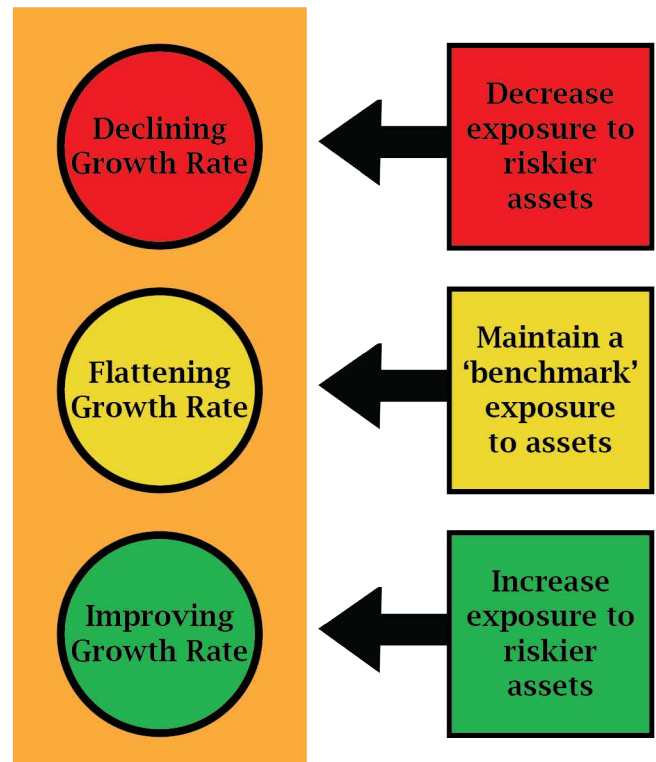 Declining
Growth Rate
Decrease
exposure to
riskier
assets
Flattening
Growth Rate
Maintain a
‘benchmark’
exposure
to assets
Improving
Growth Rate
Increase
exposure to
riskier
assets